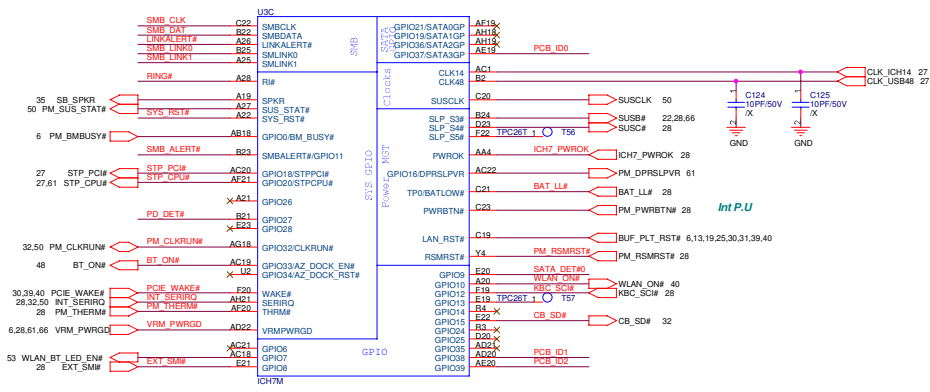 U3C
SMB_CLK C22 SMBCLK
SMB_DAT B22 SMBDATA
LINKALERT# A26 LINKALERT#
SMB_LINK0 B25 SMLINK0
SMB_LINK1 A25 SMLINK1
RING# A28 RI#
35 SB_SPKR A19 SPKR
50 PM_SUS_STAT# A27 SUS_STAT#
SYS_RST# A22 SYS_RST#
6 PM_BMBUSY# AB18 GPIO0/BM_BUSY#
SMB_ALERT# B23 SMBALERT#/GPIO11
27 STP_PCI# AC20 GPIO18/STPPCI#
27,61 STP_CPU# AF21 GPIO20/STPCPU#
A21 GPIO26
PD_DET# B21 GPIO27
E23 GPIO28
32,50 PM_CLKRUN# PM_CLKRUN# AG18 GPIO32/CLKRUN#
48 BT_ON# BT_ON# AC19 GPIO33/AZ_DOCK_EN#
U2 GPIO34/AZ_DOCK_RST#
30,39,40 PCIE_WAKE# PCIE_WAKE# F20 WAKE#
28,32,50 INT_SERIRQ INT_SERIRQ AH21 SERIRQ
28 PM_THERM# PM_THERM# AF20 THRM#
6,28,61,66 VRM_PWRGD VRM_PWRGD AD22 VRMPWRGD
AC21 GPIO6
53 WLAN_BT_LED_EN# AC18 GPIO7
28 EXT_SMI# EXT_SMI# E21 GPIO8
ICH7M
SMB
SATA
GPIO
Clocks
SYS GPIO
Power MGT
GPIO
GPIO21/SATA0GP AF19
GPIO19/SATA1GP AH18
GPIO36/SATA2GP AH19
GPIO37/SATA3GP AE19 PCB_ID0
CLK14 AC1 CLK_ICH14 27
CLK48 B2 CLK_USB48 27
SUSCLK C20 SUSCLK 50
SLP_S3# B24 SUSB# 22,28,66
SLP_S4# D23 SUSC# 28
SLP_S5# F22 TPC26T 1 T56
PWROK AA4 ICH7_PWROK ICH7_PWROK 28
GPIO16/DPRSLPVR AC22 PM_DPRSLPVR 61
TP0/BATLOW# C21 BAT_LL# BAT_LL# 28
PWRBTN# C23 PM_PWRBTN# 28
LAN_RST# C19 BUF_PLT_RST# 6,13,19,25,30,31,39,40
RSMRST# Y4 PM_RSMRST# PM_RSMRST# 28
GPIO9 E20 SATA_DET#0
GPIO10 A20 WLAN_ON# WLAN_ON# 40
GPIO12 F19 KBC_SCI# KBC_SCI# 28
GPIO13 E19 TPC26T 1 T57
GPIO14 R4
GPIO15 E22 CB_SD# CB_SD# 32
GPIO24 R3
GPIO25 D20
GPIO35 AD21
GPIO38 AD20 PCB_ID1
GPIO39 AE20 PCB_ID2
1 C124 10PF/50V /X 2 GND
1 C125 10PF/50V /X 2 GND
Int P.U